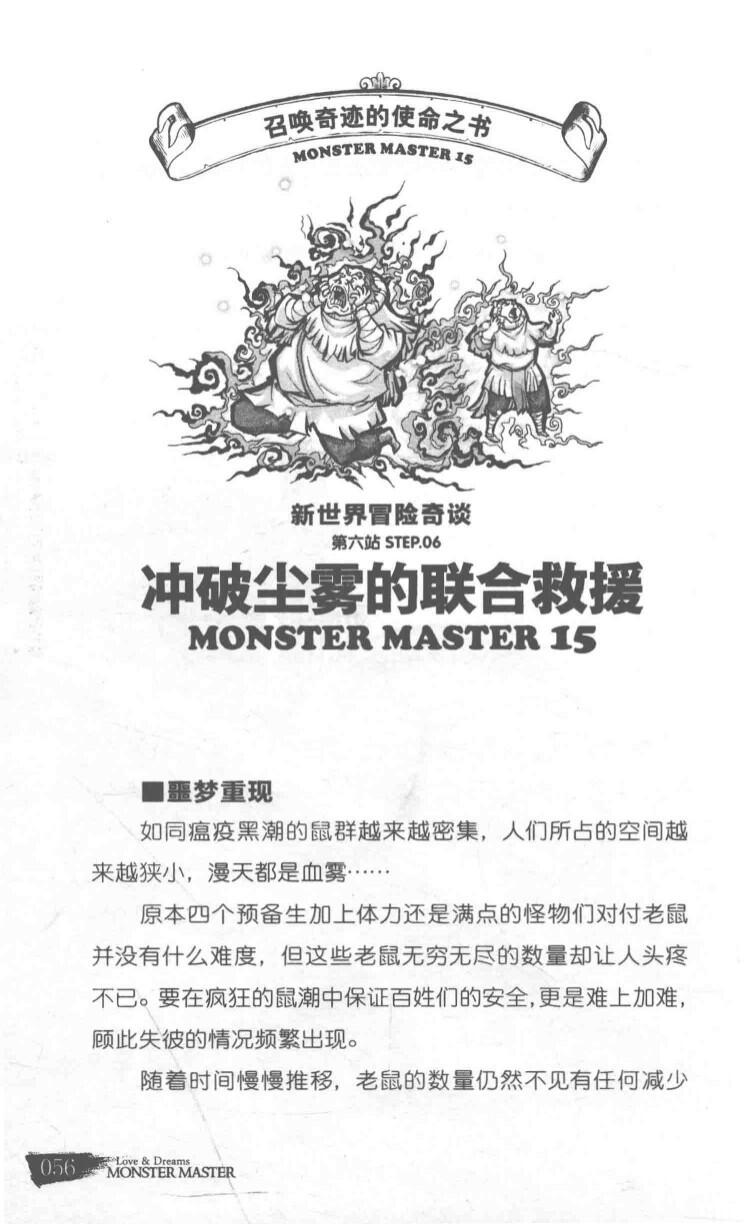 召唤奇迹的使命之书
MONSTER MASTER 15
新世界冒险奇谈
第六站 STEP.06
冲破尘雾的联合救援
MONSTER MASTER 15
■噩梦重现
如同瘟疫黑潮的鼠群越来越密集，人们所占的空间越
来越狭小，漫天都是血雾……
原本四个预备生加上体力还是满点的怪物们对付老鼠
并没有什么难度，但这些老鼠无穷无尽的数量却让人头疼
不已。要在疯狂的鼠潮中保证百姓们的安全，更是难上加难，
顾此失彼的情况频繁出现。
随着时间慢慢推移，老鼠的数量仍然不见有任何减少
056
Love & Dreams
MONSTER MASTER